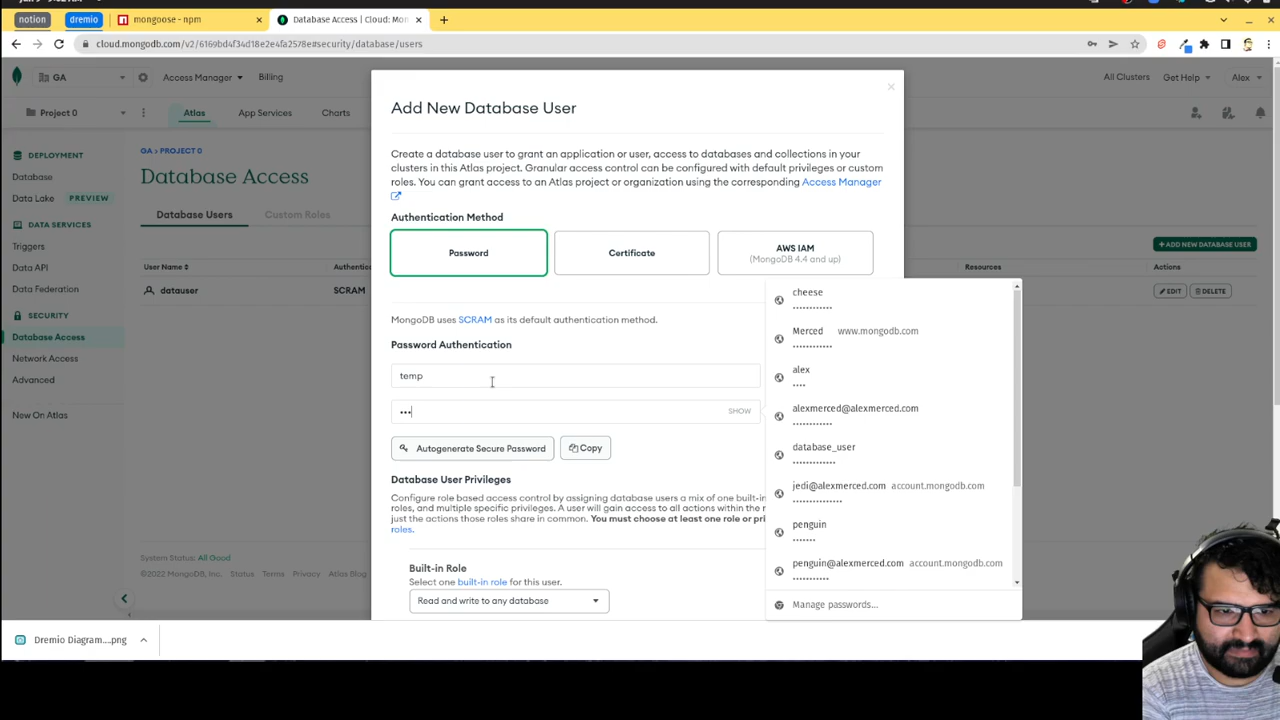 notion
dremio
mongoose - npm
Database Access | Cloud: Mon
cloud.mongodb.com/v2/6169bd4f34d18e2e4fa2578e#security/database/users
GA
Access Manager
Billing
All Clusters
Get Help
Alex
Project 0
Atlas
App Services
Charts
DEPLOYMENT
Database
Data Lake PREVIEW
DATA SERVICES
Triggers
Data API
Data Federation
SECURITY
Database Access
Network Access
Advanced
New On Atlas
GA > PROJECT 0
Database Access
Database Users
Custom Roles
+ ADD NEW DATABASE USER
User Name
Authentic
Resources
Actions
datauser
SCRAM
EDIT
DELETE
System Status: All Good
©2022 MongoDB, Inc. Status Terms Privacy Atlas Blog
Add New Database User
Create a database user to grant an application or user, access to databases and collections in your
clusters in this Atlas project. Granular access control can be configured with default privileges or custom
roles. You can grant access to an Atlas project or organization using the corresponding Access Manager
Authentication Method
Password
Certificate
AWS IAM
(MongoDB 4.4 and up)
MongoDB uses SCRAM as its default authentication method.
Password Authentication
temp
•••
SHOW
Autogenerate Secure Password
Copy
Database User Privileges
Configure role based access control by assigning database users a mix of one built-in
roles, and multiple specific privileges. A user will gain access to all actions within the r
just the actions those roles share in common. You must choose at least one role or pri
roles.
Built-in Role
Select one built-in role for this user.
Read and write to any database
cheese
Merced www.mongodb.com
alex
alexmerced@alexmerced.com
database_user
jedi@alexmerced.com account.mongodb.com
penguin
penguin@alexmerced.com account.mongodb.com
Manage passwords...
Dremio Diagram....png